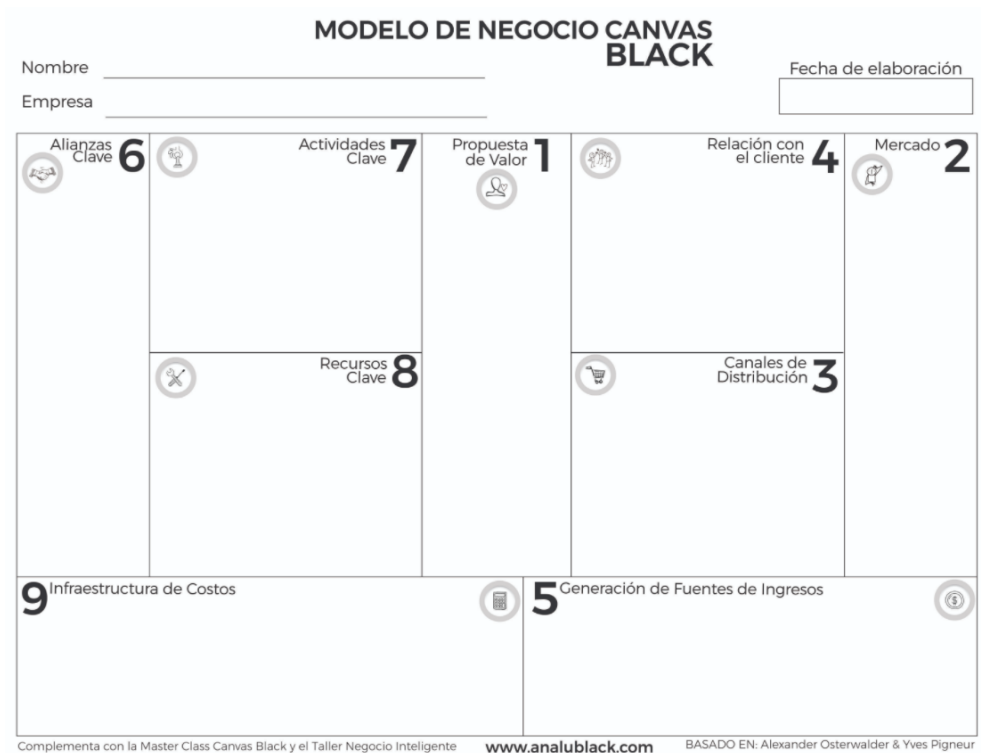 MODELO DE NEGOCIO CANVAS
BLACK
Nombre
Empresa
Fecha de elaboración
Alianzas
Clave 6
Actividades
Clave 7
Propuesta
de Valor 1
Relación con
el cliente 4
Mercado 2
Recursos
Clave 8
Canales de
Distribución 3
9 Infraestructura de Costos
5 Generación de Fuentes de Ingresos
$
Complementa con la Master Class Canvas Black y el Taller Negocio Inteligente
www.analublack.com
BASADO EN: Alexander Osterwalder & Yves Pigneur